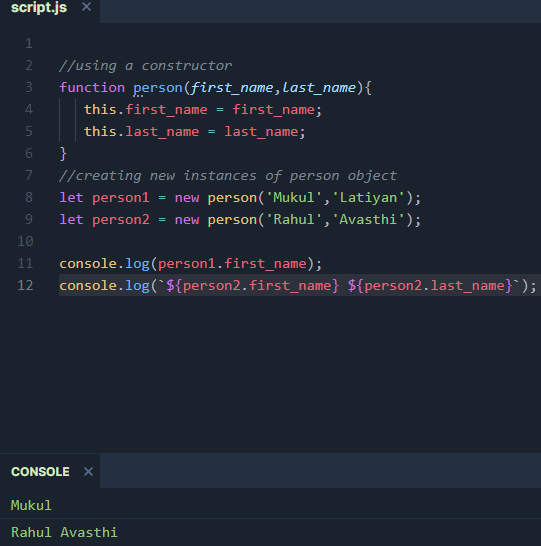 script.js ×
1
2 //using a constructor
3 function person(first_name,last_name){
4 this.first_name = first_name;
5 this.last_name = last_name;
6 }
7 //creating new instances of person object
8 let person1 = new person('Mukul','Latiyan');
9 let person2 = new person('Rahul','Avasthi');
10
11 console.log(person1.first_name);
12 console.log(`${person2.first_name} ${person2.last_name}`);
CONSOLE ×
Mukul
Rahul Avasthi